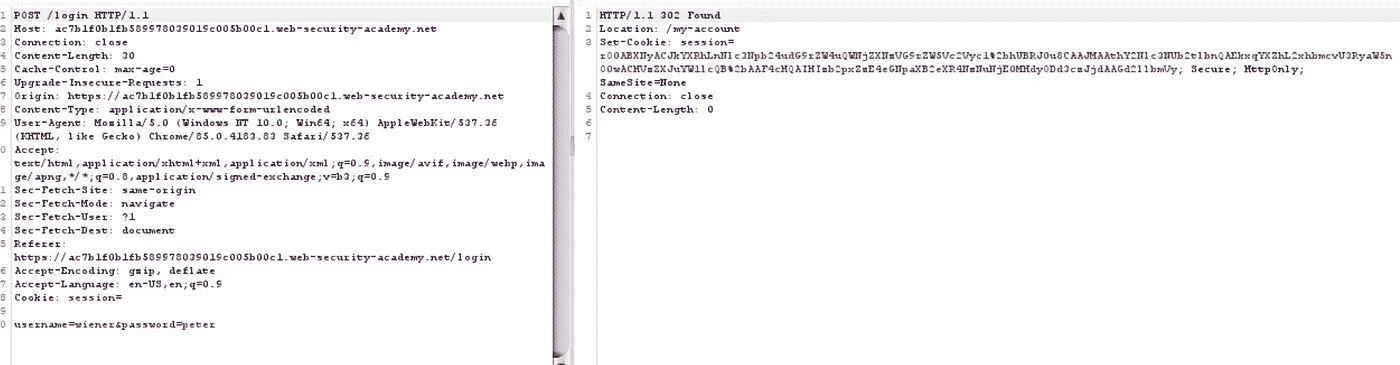 1 POST /login HTTP/1.1
2 Host: ac7b1f0b1fb589978039019c005b00c1.web-security-academy.net
3 Connection: close
4 Content-Length: 30
5 Cache-Control: max-age=0
6 Upgrade-Insecure-Requests: 1
7 Origin: https://ac7b1f0b1fb589978039019c005b00c1.web-security-academy.net
8 Content-Type: application/x-www-form-urlencoded
9 User-Agent: Mozilla/5.0 (Windows NT 10.0; Win64; x64) AppleWebKit/537.36
(KHTML, like Gecko) Chrome/85.0.4183.83 Safari/537.36
0 Accept:
text/html,application/xhtml+xml,application/xml;q=0.9,image/avif,image/webp,ima
ge/apng,*/*;q=0.8,application/signed-exchange;v=b3;q=0.9
1 Sec-Fetch-Site: same-origin
2 Sec-Fetch-Mode: navigate
3 Sec-Fetch-User: ?1
4 Sec-Fetch-Dest: document
5 Referer:
https://ac7b1f0b1fb589978039019c005b00c1.web-security-academy.net/login
6 Accept-Encoding: gzip, deflate
7 Accept-Language: en-US,en;q=0.9
8 Cookie: session=
9
0 username=wiener&password=peter
1 HTTP/1.1 302 Found
2 Location: /my-account
3 Set-Cookie: session=
Secure; HttpOnly;
SameSite=None
4 Connection: close
5 Content-Length: 0
6
7